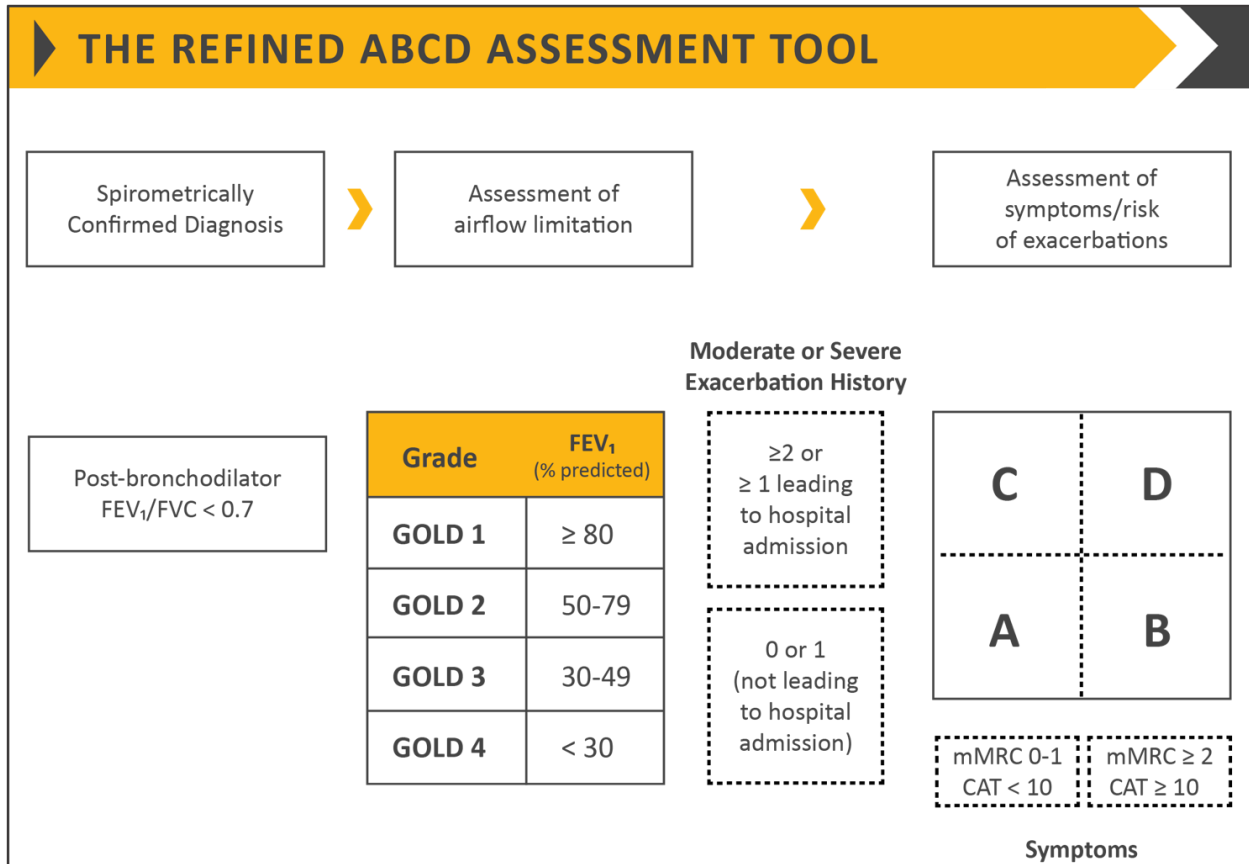 THE REFINED ABCD ASSESSMENT TOOL
Spirometrically
Confirmed Diagnosis
Assessment of
airflow limitation
Assessment of
symptoms/risk
of exacerbations
Moderate or Severe
Exacerbation History
Post-bronchodilator
FEV₁/FVC < 0.7
Grade FEV₁
(% predicted)
GOLD 1 ≥ 80
GOLD 2 50-79
GOLD 3 30-49
GOLD 4 < 30
≥2 or
≥ 1 leading
to hospital
admission
0 or 1
(not leading
to hospital
admission)
C D
A B
mMRC 0-1
CAT < 10
mMRC ≥ 2
CAT ≥ 10
Symptoms